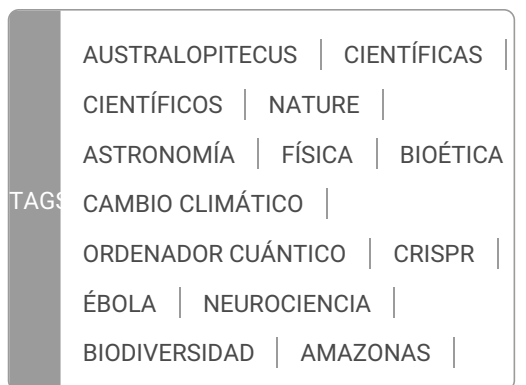 AUSTRALOPITECUS | CIENTÍFICAS |
CIENTÍFICOS | NATURE |
ASTRONOMÍA | FÍSICA | BIOÉTICA
TAGS
CAMBIO CLIMÁTICO |
ORDENADOR CUÁNTICO | CRISPR |
ÉBOLA | NEUROCIENCIA |
BIODIVERSIDAD | AMAZONAS |